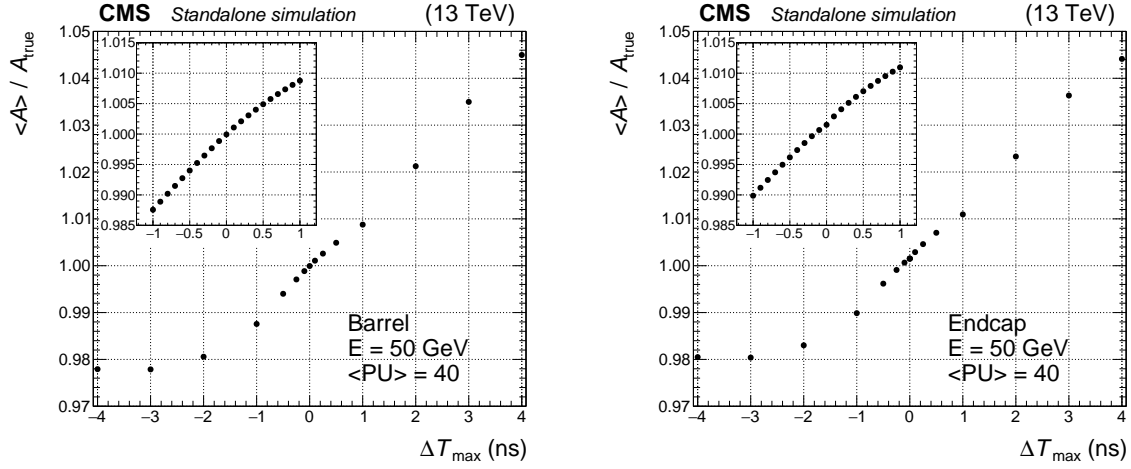 CMS Standalone simulation (13 TeV)
<A> / A_true
1.05
1.04
1.03
1.02
1.01
1.00
0.99
0.98
0.97
1.015
1.010
1.005
1.000
0.995
0.990
0.985
−1 −0.5 0 0.5 1
Barrel
E = 50 GeV
<PU> = 40
−4 −3 −2 −1 0 1 2 3 4
ΔT_max (ns)
CMS Standalone simulation (13 TeV)
<A> / A_true
1.05
1.04
1.03
1.02
1.01
1.00
0.99
0.98
0.97
1.015
1.010
1.005
1.000
0.995
0.990
0.985
−1 −0.5 0 0.5 1
Endcap
E = 50 GeV
<PU> = 40
−4 −3 −2 −1 0 1 2 3 4
ΔT_max (ns)